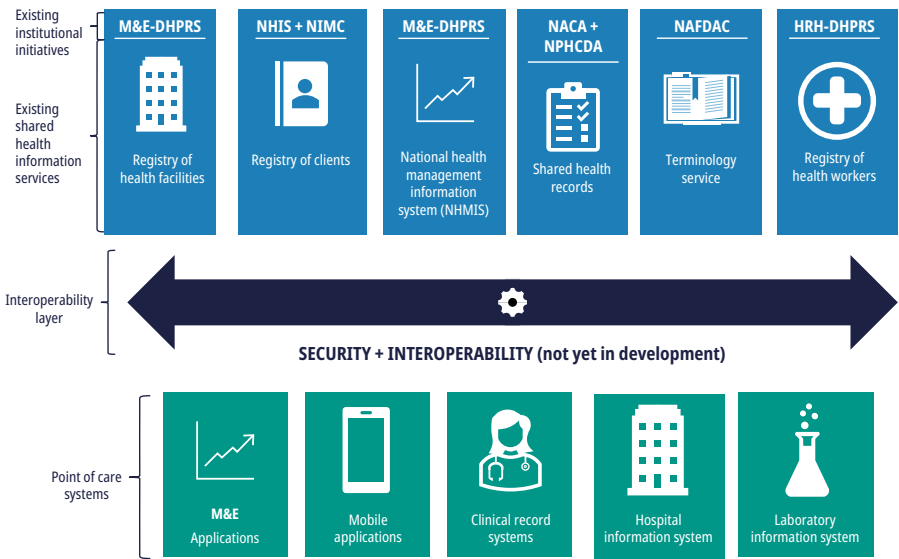 Existing
institutional
initiatives
Existing
shared
health
information
services
M&E-DHPRS
Registry of
health facilities
NHIS + NIMC
Registry of clients
M&E-DHPRS
National health
management
information
system (NHMIS)
NACA +
NPHCDA
Shared health
records
NAFDAC
Terminology
service
HRH-DHPRS
Registry of
health workers
Interoperability
layer
SECURITY + INTEROPERABILITY (not yet in development)
Point of care
systems
M&E
Applications
Mobile
applications
Clinical record
systems
Hospital
information system
Laboratory
information system